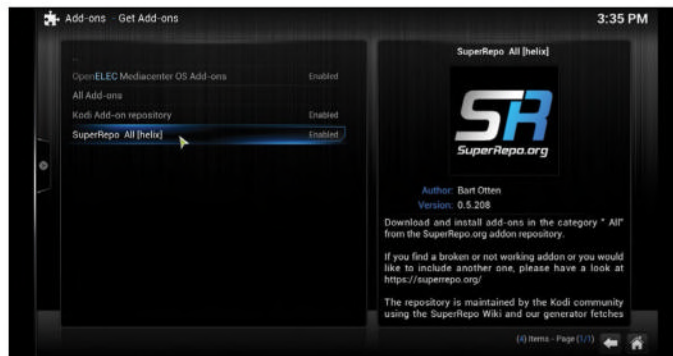 Add-ons · Get Add-ons
3:35 PM
..
OpenELEC Mediacenter OS Add-ons Enabled
All Add-ons
Kodi Add-on repository Enabled
SuperRepo All [helix] Enabled
SuperRepo All [helix]
SR
SuperRepo.org
Author: Bart Otten
Version: 0.5.208
Download and install add-ons in the category " All"
from the SuperRepo.org addon repository.
If you find a broken or not working addon or you would
like to include another one, please have a look at
https://superrepo.org/
The repository is maintained by the Kodi community
using the SuperRepo Wiki and our generator fetches
(4) Items - Page (1/1)